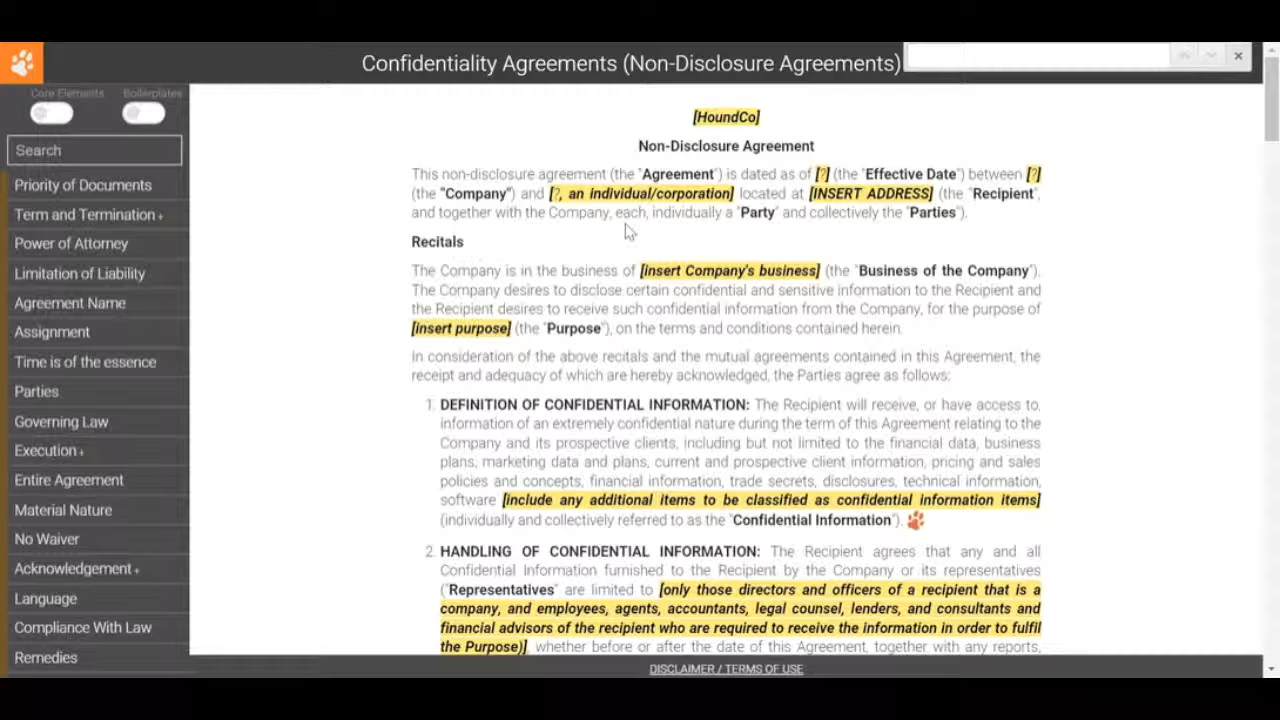 Confidentiality Agreements (Non-Disclosure Agreements)
Core Elements
Boilerplates
Search
Priority of Documents
Term and Termination +
Power of Attorney
Limitation of Liability
Agreement Name
Assignment
Time is of the essence
Parties
Governing Law
Execution +
Entire Agreement
Material Nature
No Waiver
Acknowledgement +
Language
Compliance With Law
Remedies
[HoundCo]
Non-Disclosure Agreement
This non-disclosure agreement (the "Agreement") is dated as of [?] (the "Effective Date") between [?]
(the "Company") and [?, an individual/corporation] located at [INSERT ADDRESS] (the "Recipient",
and together with the Company, each, individually a "Party" and collectively the "Parties").
Recitals
The Company is in the business of [insert Company's business] (the "Business of the Company").
The Company desires to disclose certain confidential and sensitive information to the Recipient and
the Recipient desires to receive such confidential information from the Company, for the purpose of
[insert purpose] (the "Purpose"), on the terms and conditions contained herein.
In consideration of the above recitals and the mutual agreements contained in this Agreement, the
receipt and adequacy of which are hereby acknowledged, the Parties agree as follows:
1. DEFINITION OF CONFIDENTIAL INFORMATION: The Recipient will receive, or have access to,
information of an extremely confidential nature during the term of this Agreement relating to the
Company and its prospective clients, including but not limited to the financial data, business
plans, marketing data and plans, current and prospective client information, pricing and sales
policies and concepts, financial information, trade secrets, disclosures, technical information,
software [include any additional items to be classified as confidential information items]
(individually and collectively referred to as the "Confidential Information").
2. HANDLING OF CONFIDENTIAL INFORMATION: The Recipient agrees that any and all
Confidential Information furnished to the Recipient by the Company or its representatives
("Representatives" are limited to [only those directors and officers of a recipient that is a
company, and employees, agents, accountants, legal counsel, lenders, and consultants and
financial advisors of the recipient who are required to receive the information in order to fulfil
the Purpose)], whether before or after the date of this Agreement, together with any reports,
DISCLAIMER / TERMS OF USE